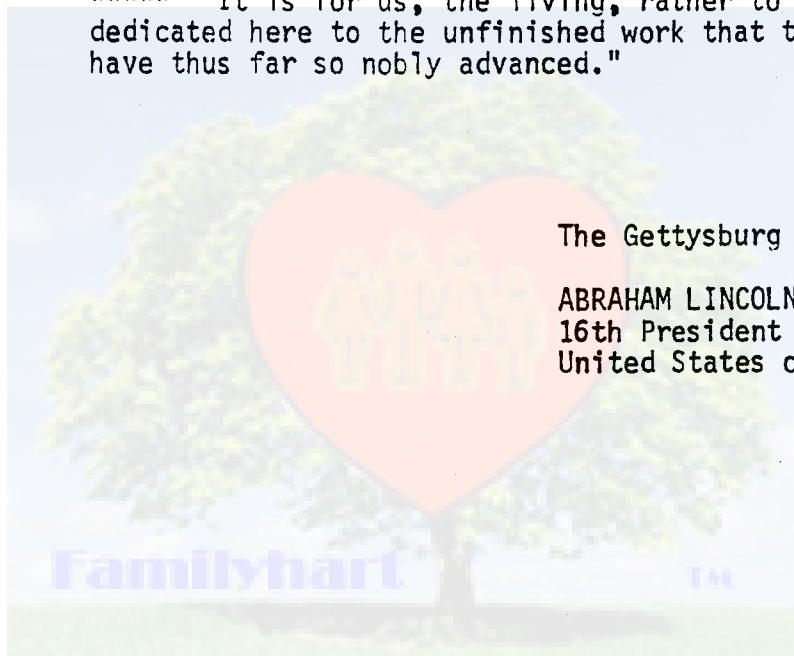 "It is for us, the living, rather to
dedicated here to the unfinished work that t
have thus far so nobly advanced."
The Gettysburg
ABRAHAM LINCOLN
16th President
United States o
Familyhart TM